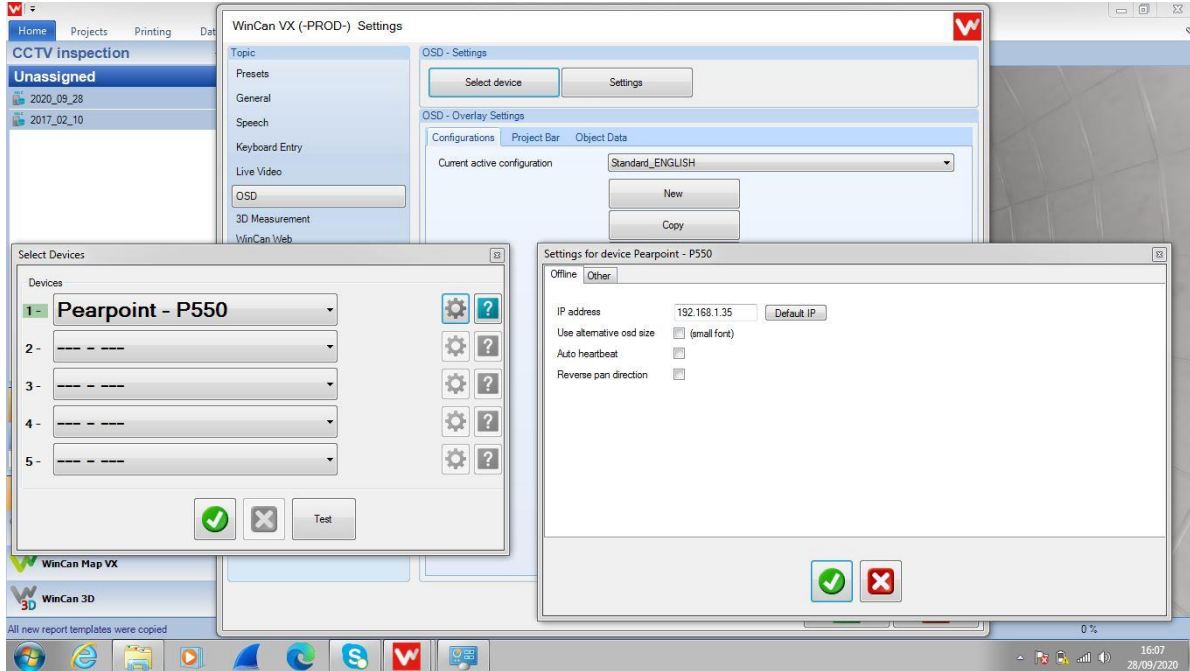 WinCan VX (-PROD-) Settings
Home Projects Printing Dat
CCTV inspection
Unassigned
2020_09_28
2017_02_10
Topic
Presets
General
Speech
Keyboard Entry
Live Video
OSD
3D Measurement
WinCan Web
OSD - Settings
Select device Settings
OSD - Overlay Settings
Configurations Project Bar Object Data
Current active configuration Standard_ENGLISH
New
Copy
Select Devices
Devices
1 - Pearpoint - P550 ?
2 - --- - --- ?
3 - --- - --- ?
4 - --- - --- ?
5 - --- - --- ?
Test
Settings for device Pearpoint - P550
Offline Other
IP address 192.168.1.35 Default IP
Use alternative osd size (small font)
Auto heartbeat
Reverse pan direction
WinCan Map VX
3D WinCan 3D
All new report templates were copied 0 %
16:07
28/09/2020